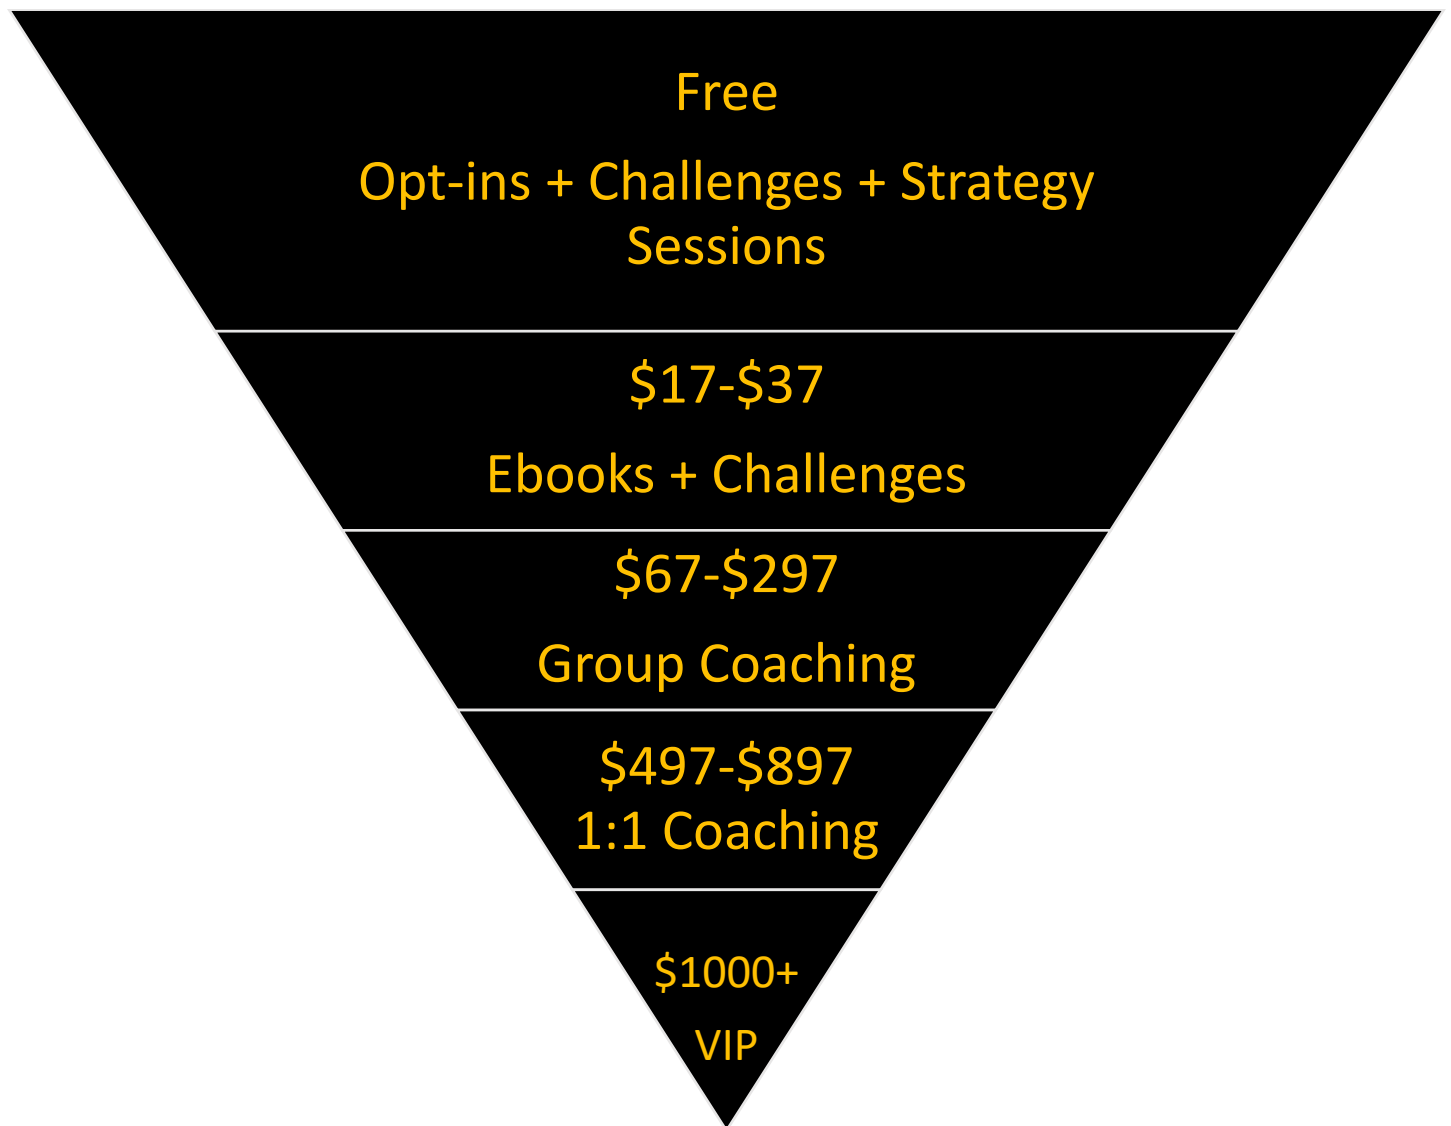 Free
Opt-ins + Challenges + Strategy
Sessions
$17-$37
Ebooks + Challenges
$67-$297
Group Coaching
$497-$897
1:1 Coaching
$1000+
VIP